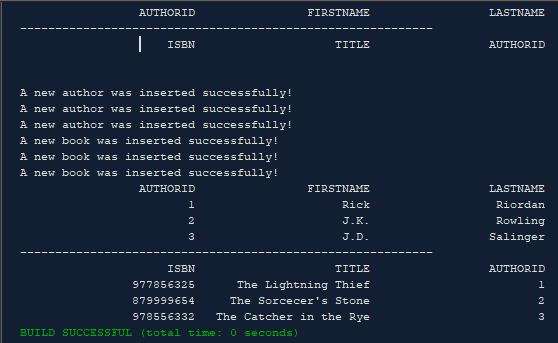 AUTHORID FIRSTNAME LASTNAME
-----------------------------------------------------------
ISBN TITLE AUTHORID
A new author was inserted successfully!
A new author was inserted successfully!
A new author was inserted successfully!
A new book was inserted successfully!
A new book was inserted successfully!
A new book was inserted successfully!
AUTHORID FIRSTNAME LASTNAME
1 Rick Riordan
2 J.K. Rowling
3 J.D. Salinger
-----------------------------------------------------------
ISBN TITLE AUTHORID
977856325 The Lightning Thief 1
879999654 The Sorcecer's Stone 2
978556332 The Catcher in the Rye 3
BUILD SUCCESSFUL (total time: 0 seconds)